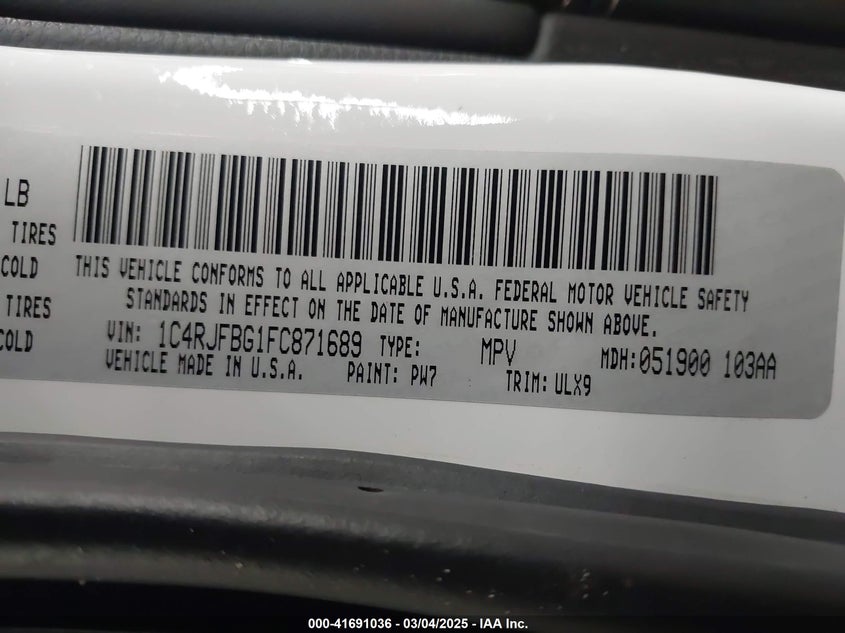 LB
TIRES
COLD
TIRES
COLD
THIS VEHICLE CONFORMS TO ALL APPLICABLE U.S.A. FEDERAL MOTOR VEHICLE SAFETY
STANDARDS IN EFFECT ON THE DATE OF MANUFACTURE SHOWN ABOVE.
VIN: 1C4RJFBG1FC871689 TYPE: MPV MDH:051900 103AA
VEHICLE MADE IN U.S.A. PAINT: PW7 TRIM:ULX9
000-41691036 - 03/04/2025 - IAA Inc.